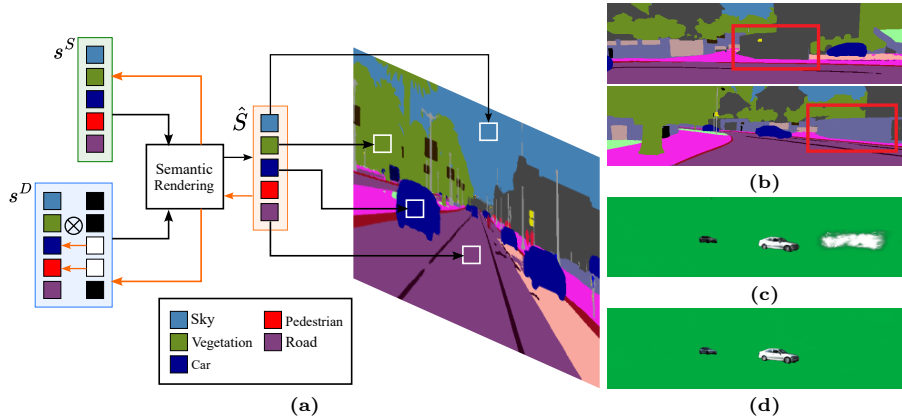 s^S
s^D
Semantic
Rendering
Ŝ
Sky
Vegetation
Car
Pedestrian
Road
(a)
(b)
(c)
(d)